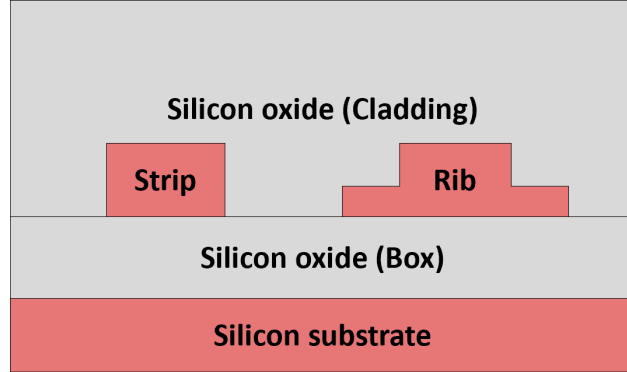 Silicon oxide (Cladding)
Strip
Rib
Silicon oxide (Box)
Silicon substrate